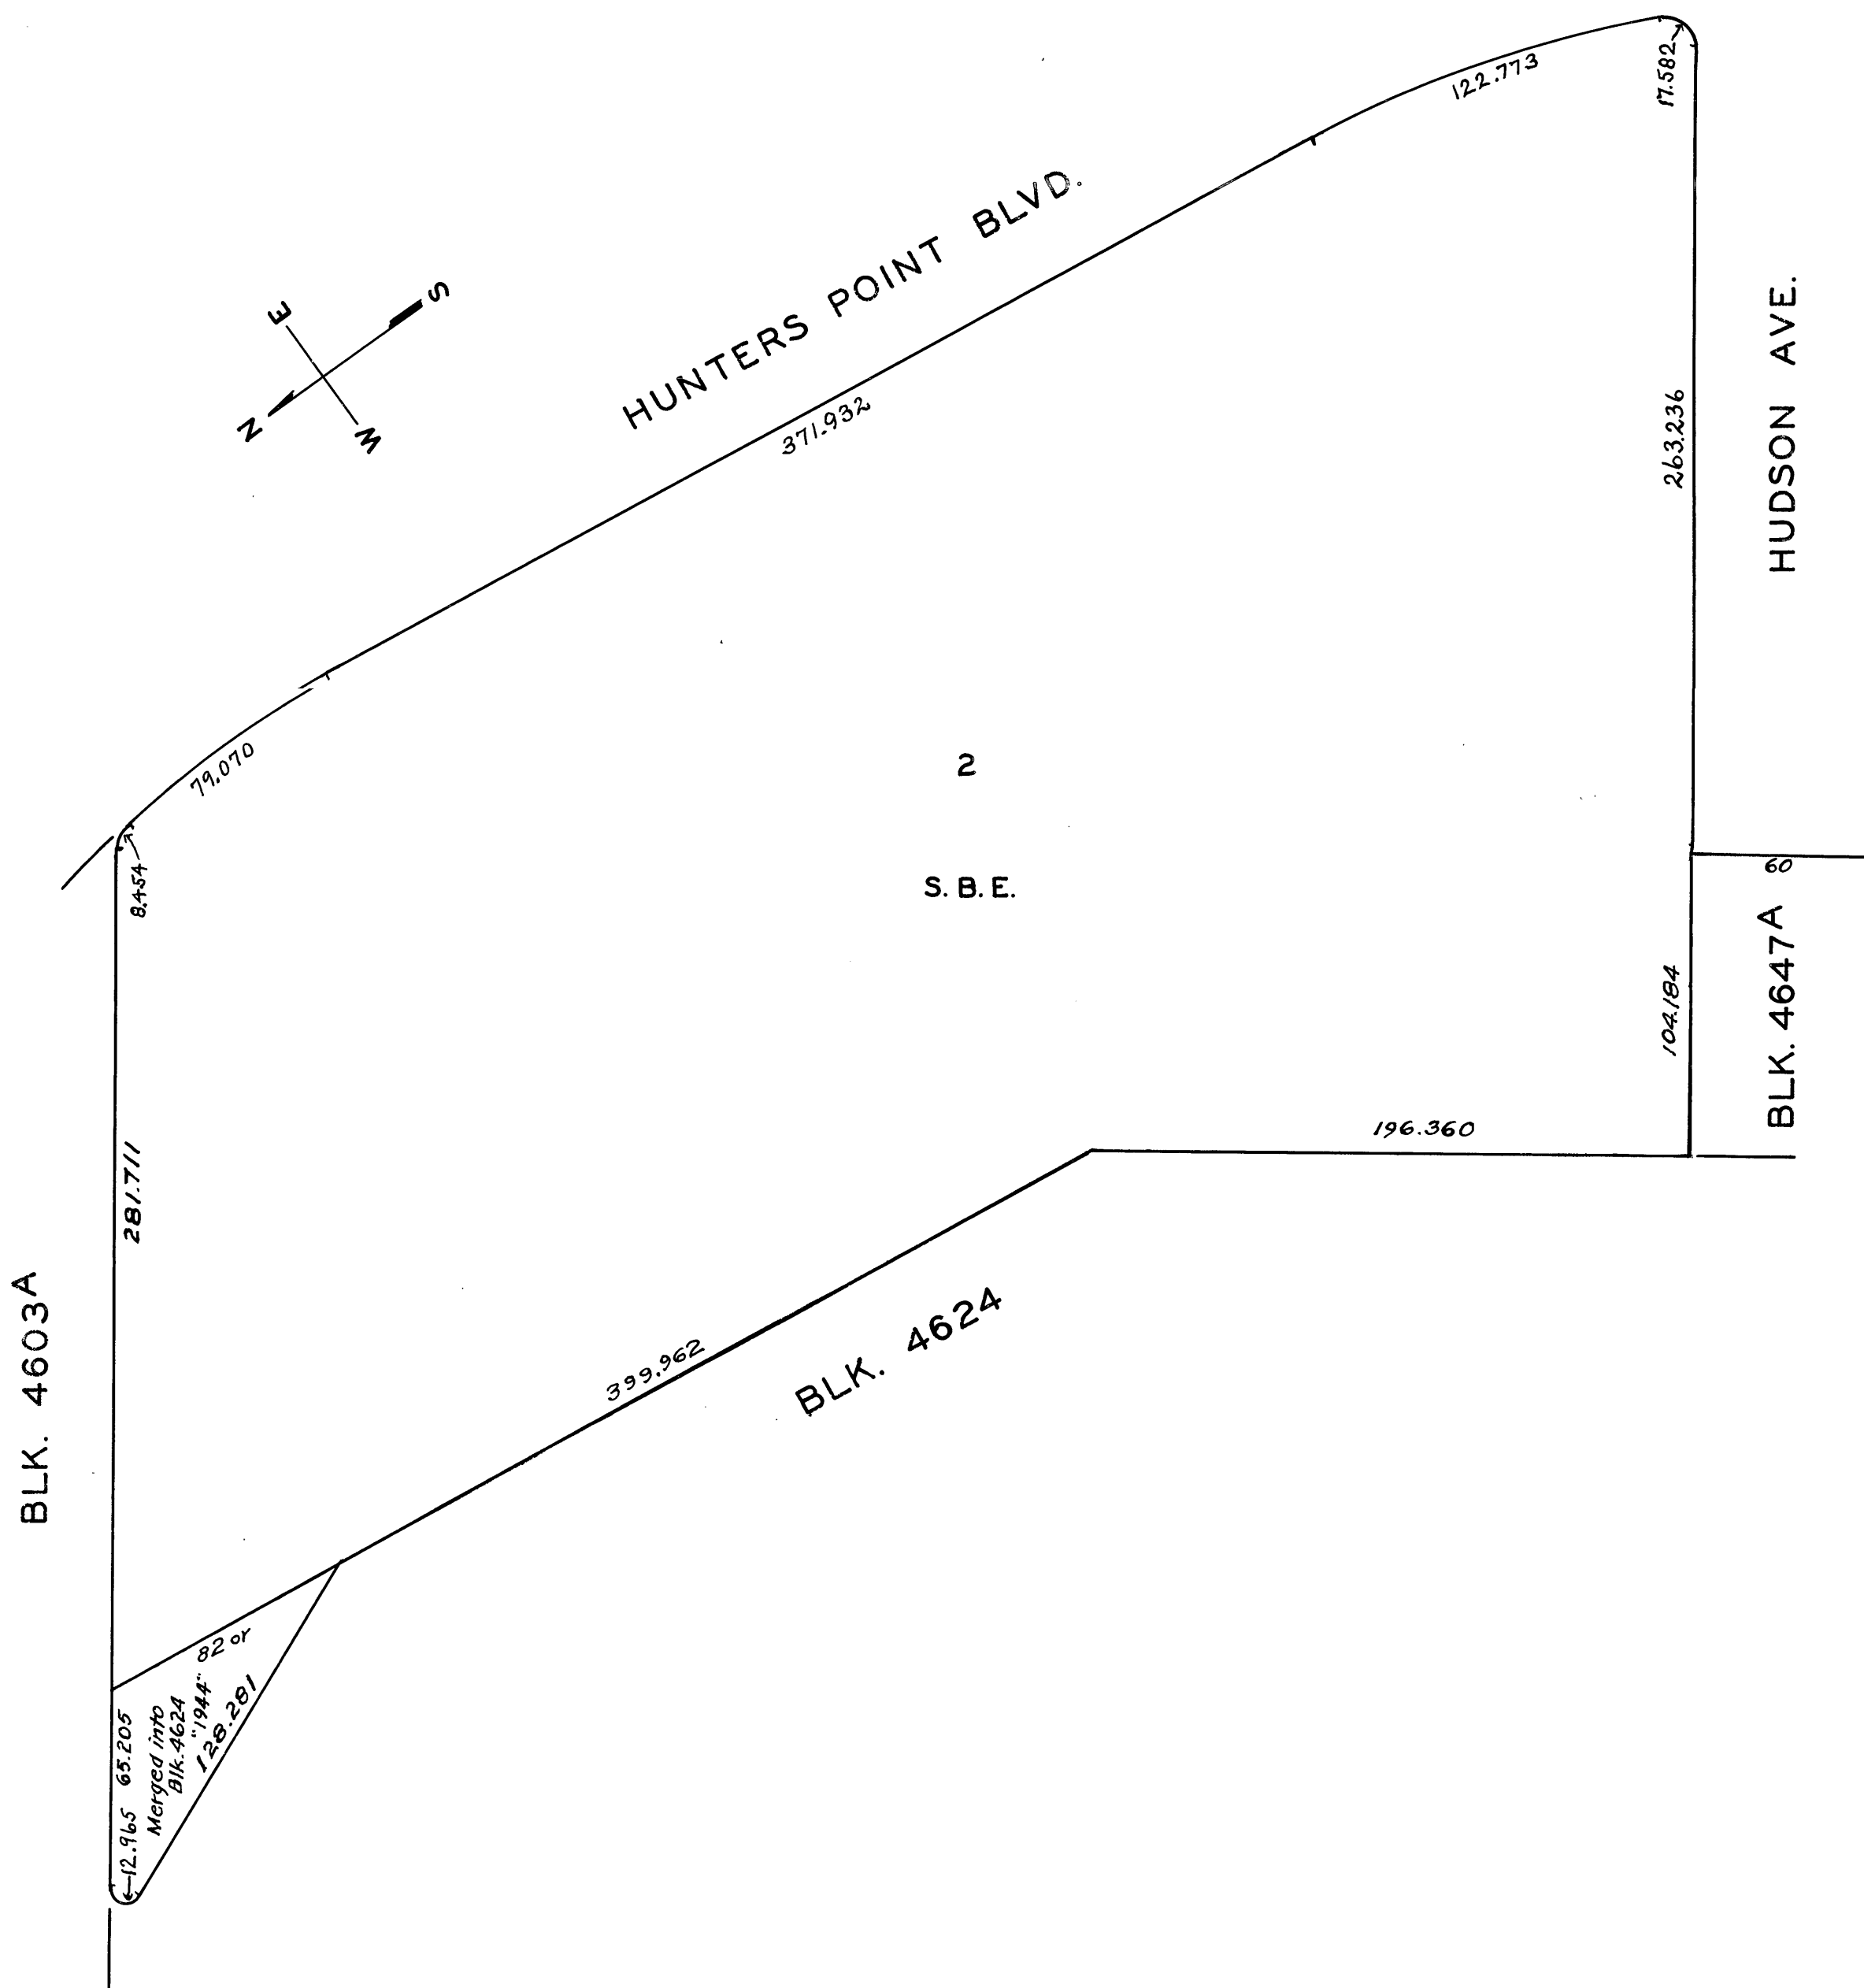 17.582
122.773
HUNTERS POINT BLVD.
E
S
N
W
371.932
263.236
HUDSON AVE.
79.070
2
8.454
60
S. B. E.
BLK. 4647A
104.184
196.360
281.711
BLK. 4603A
399.962
BLK. 4624
82 or
65.205
Merged into
Blk. 4624
"1944"
128.281
12.965